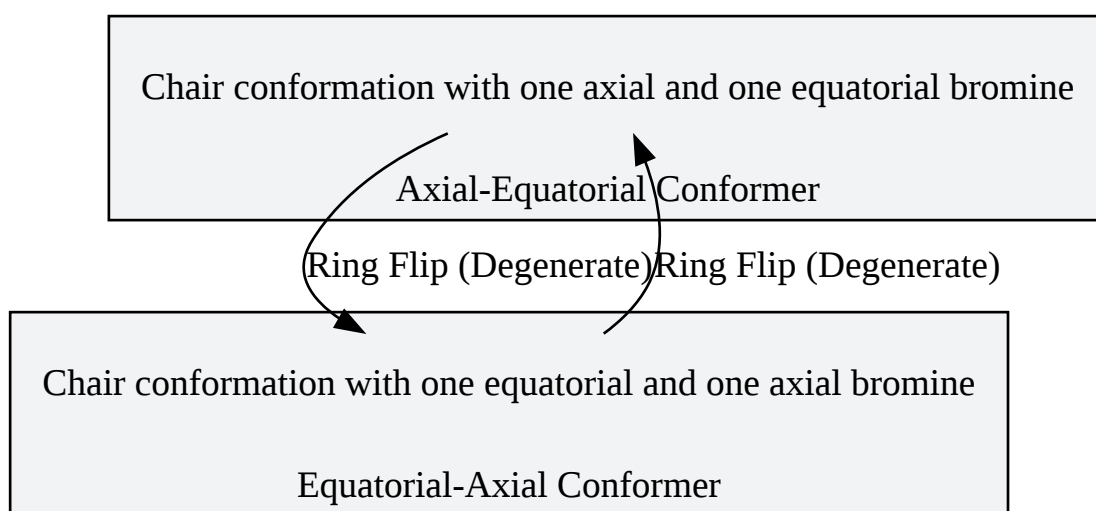 Chair conformation with one axial and one equatorial bromine
Axial-Equatorial Conformer
Ring Flip (Degenerate)
Ring Flip (Degenerate)
Chair conformation with one equatorial and one axial bromine
Equatorial-Axial Conformer